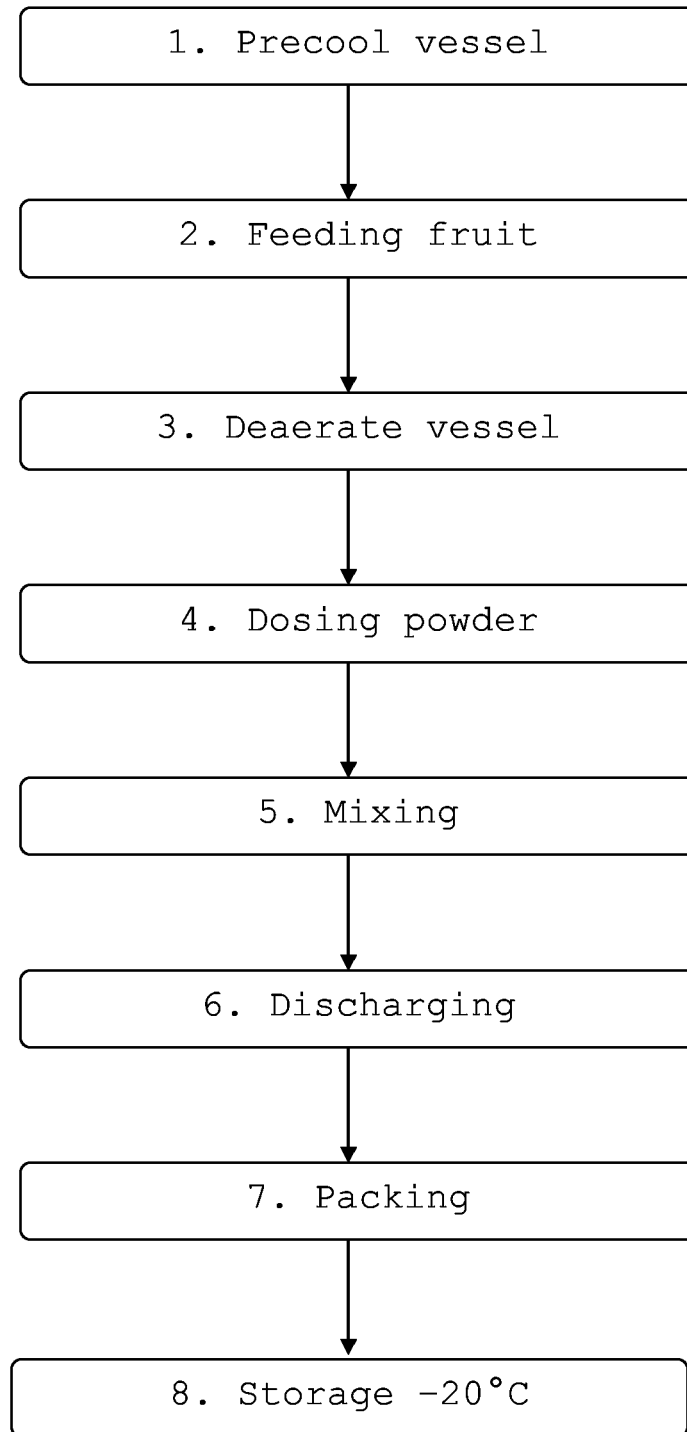 1. Precool vessel
2. Feeding fruit
3. Deaerate vessel
4. Dosing powder
5. Mixing
6. Discharging
7. Packing
8. Storage -20°C